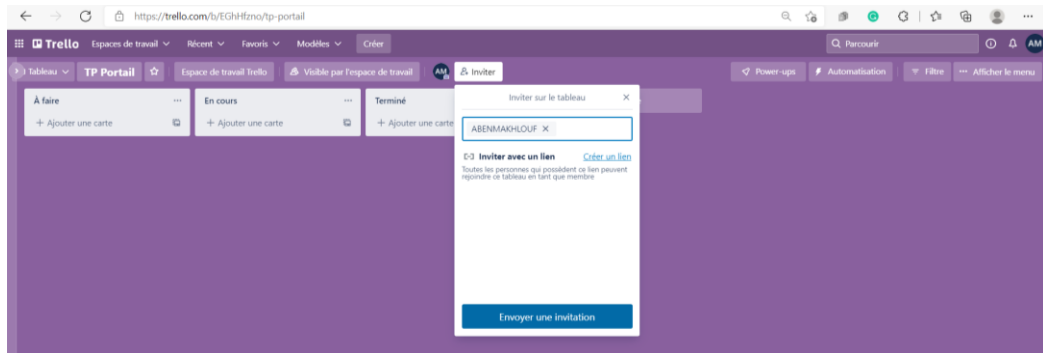 https://trello.com/b/EGhHfzno/tp-portail
Trello Espaces de travail Récent Favoris Modèles Créer Parcourir AM
Tableau TP Portail Espace de travail Trello Visible par l'espace de travail AM Inviter Power-ups Automatisation Filtre ··· Afficher le menu
À faire ··· En cours ··· Terminé
+ Ajouter une carte + Ajouter une carte + Ajouter une carte
Inviter sur le tableau ×
ABENMAKHLOUF ×
Inviter avec un lien Créer un lien
Toutes les personnes qui possèdent ce lien peuvent
rejoindre ce tableau en tant que membre
Envoyer une invitation